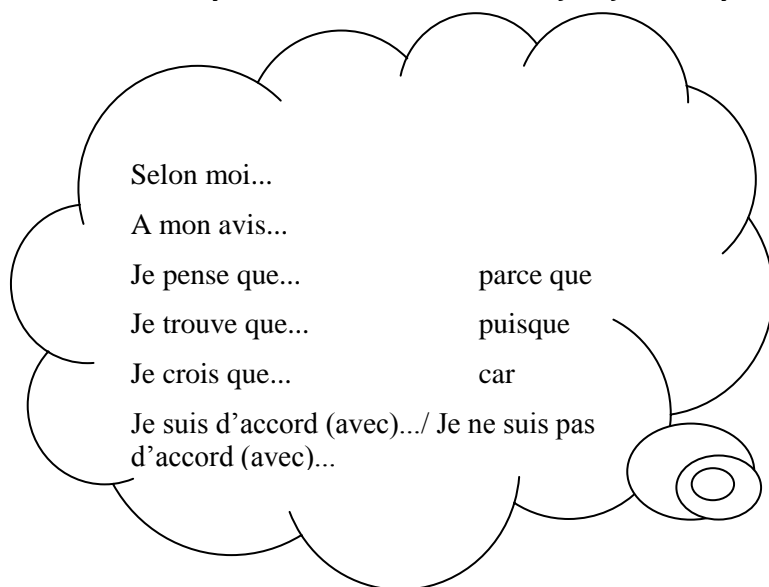 Selon moi...
A mon avis...
Je pense que... parce que
Je trouve que... puisque
Je crois que... car
Je suis d’accord (avec).../ Je ne suis pas
d’accord (avec)...